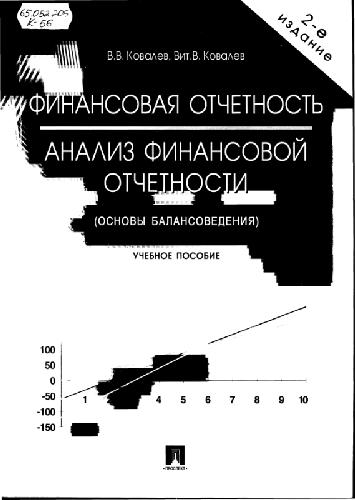 65.052.206
К-56
2-е
издание
В.В. Ковалев, Вит.В. Ковалев
ФИНАНСОВАЯ ОТЧЕТНОСТЬ
АНАЛИЗ ФИНАНСОВОЙ
ОТЧЕТНОСТИ
(ОСНОВЫ БАЛАНСОВЕДЕНИЯ)
УЧЕБНОЕ ПОСОБИЕ
100
50
0
-50
-100
-150
1 4 5 6 7 8 9 10
•ПРОСПЕКТ•